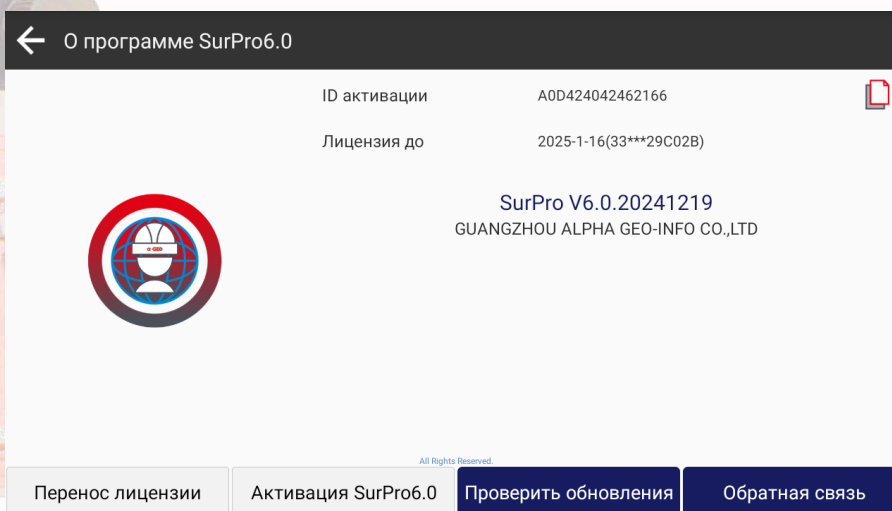 О программе SurPro6.0
ID активации A0D424042462166
Лицензия до 2025-1-16(33***29C02B)
α-GEO
SurPro V6.0.20241219
GUANGZHOU ALPHA GEO-INFO CO.,LTD
All Rights Reserved.
Перенос лицензии Активация SurPro6.0 Проверить обновления Обратная связь